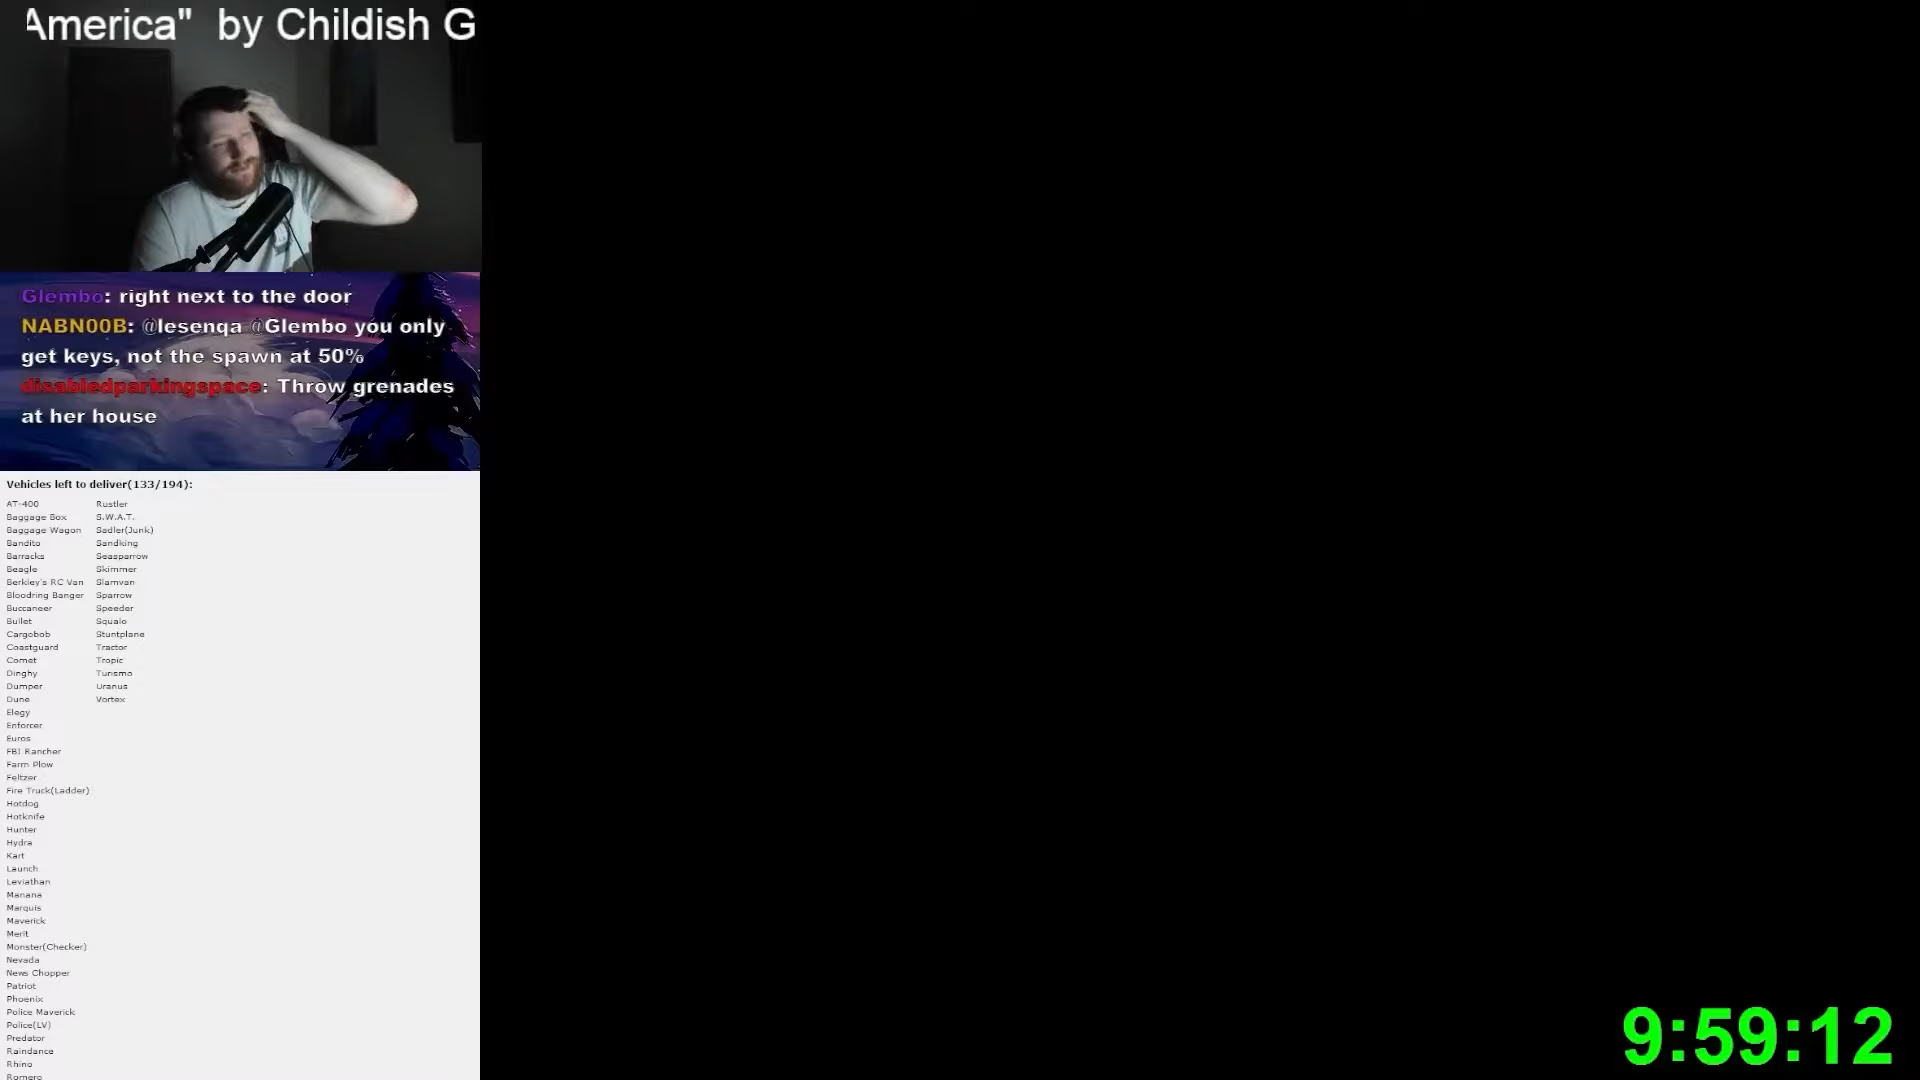 America" by Childish G
Glembo: right next to the door
NABN00B: @lesenqa @Glembo you only
get keys, not the spawn at 50%
disabledparkingspace: Throw grenades
at her house
Vehicles left to deliver(133/194):
AT-400
Baggage Box
Baggage Wagon
Bandito
Barracks
Beagle
Berkley's RC Van
Bloodring Banger
Buccaneer
Bullet
Cargobob
Coastguard
Comet
Dinghy
Dumper
Dune
Elegy
Enforcer
Euros
FBI Rancher
Farm Plow
Feltzer
Fire Truck(Ladder)
Hotdog
Hotknife
Hunter
Hydra
Kart
Launch
Leviathan
Manana
Marquis
Maverick
Merit
Monster(Checker)
Nevada
News Chopper
Patriot
Phoenix
Police Maverick
Police(LV)
Predator
Raindance
Rhino
Romero
Rustler
S.W.A.T.
Sadler(Junk)
Sandking
Seasparrow
Skimmer
Slamvan
Sparrow
Speeder
Squalo
Stuntplane
Tractor
Tropic
Turismo
Uranus
Vortex
9:59:12